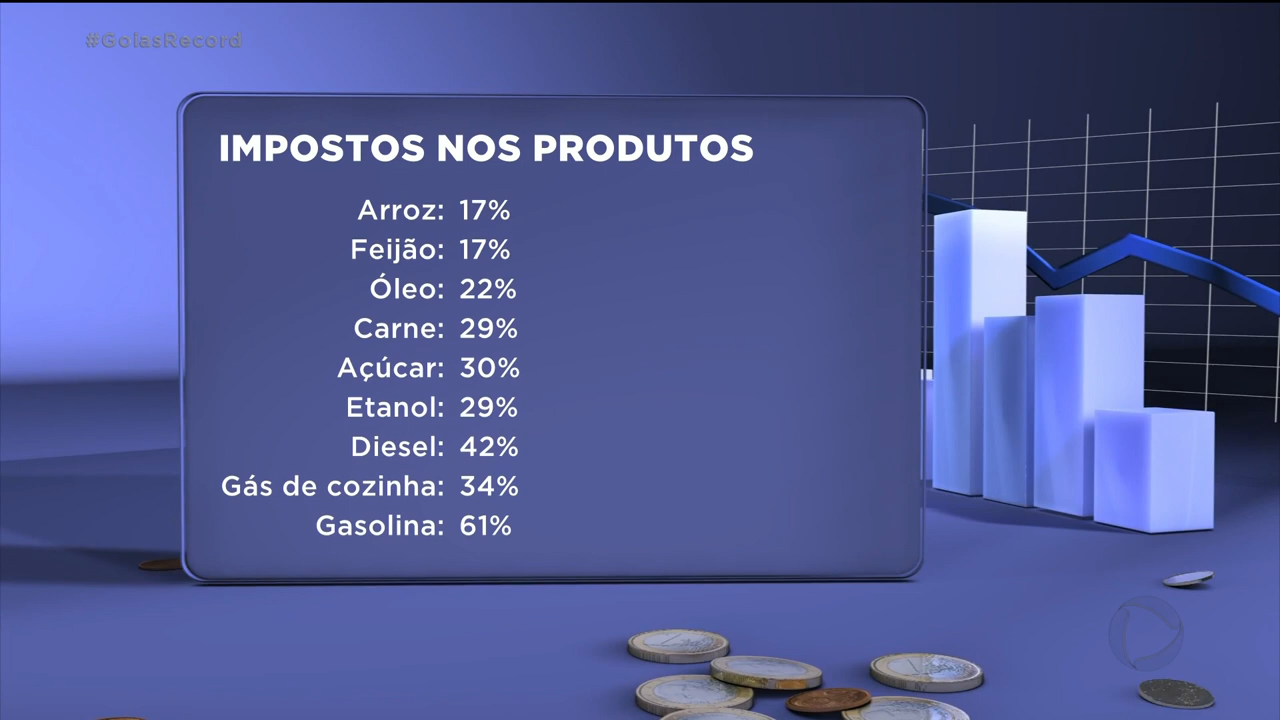 #GoiasRecord
IMPOSTOS NOS PRODUTOS
Arroz: 17%
Feijão: 17%
Óleo: 22%
Carne: 29%
Açúcar: 30%
Etanol: 29%
Diesel: 42%
Gás de cozinha: 34%
Gasolina: 61%